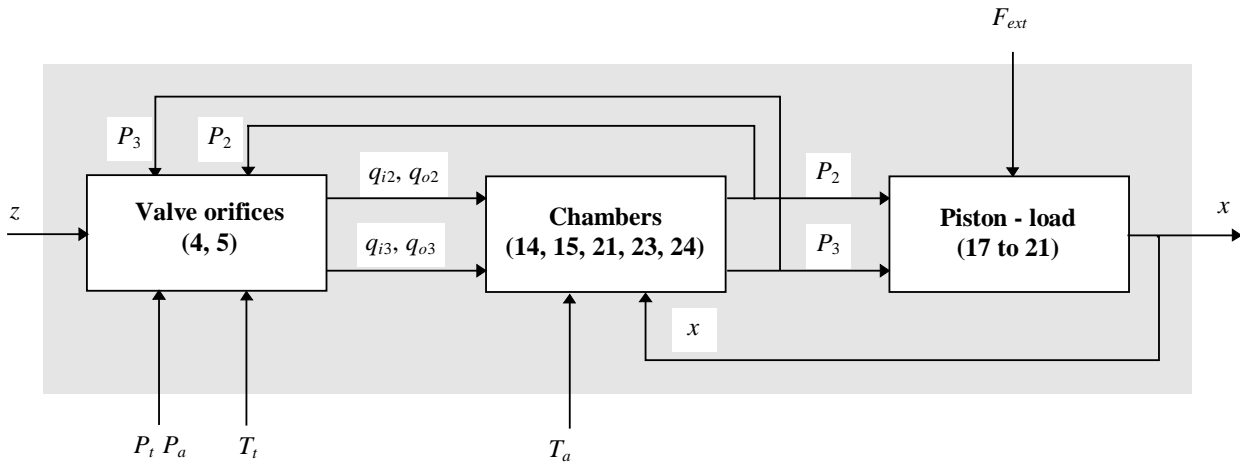 F_ext
P_3
P_2
q_i2, q_o2
P_2
z
Valve orifices
(4, 5)
Chambers
(14, 15, 21, 23, 24)
Piston - load
(17 to 21)
x
q_i3, q_o3
P_3
x
P_t P_a
T_t
T_a